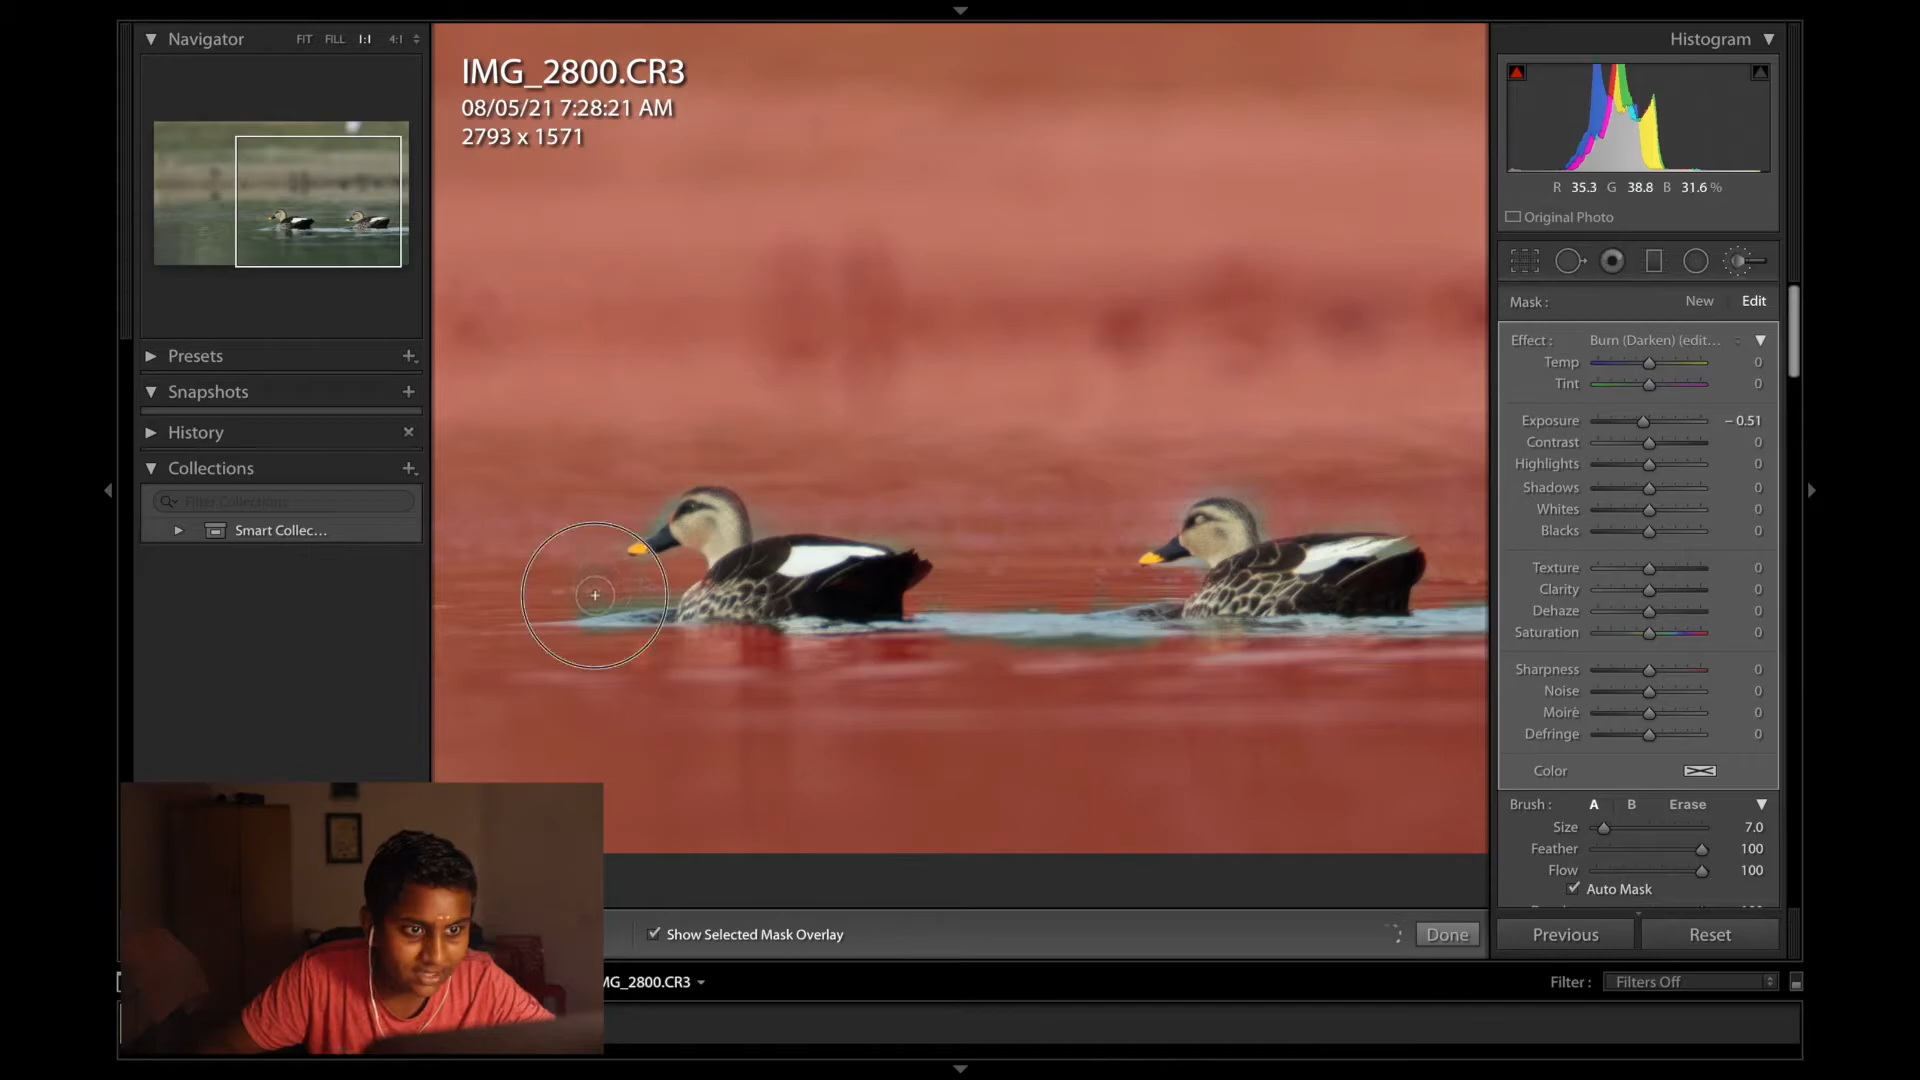 Navigator FIT FILL 1:1 4:1
Presets
Snapshots
History
Collections
Filter Collections
Smart Collec...
IMG_2800.CR3
08/05/21 7:28:21 AM
2793 x 1571
Histogram
R 35.3 G 38.8 B 31.6 %
Original Photo
Mask : New Edit
Effect : Burn (Darken) (edit...
Temp 0
Tint 0
Exposure – 0.51
Contrast 0
Highlights 0
Shadows 0
Whites 0
Blacks 0
Texture 0
Clarity 0
Dehaze 0
Saturation 0
Sharpness 0
Noise 0
Moiré 0
Defringe 0
Color
Brush : A B Erase
Size 7.0
Feather 100
Flow 100
Auto Mask
Show Selected Mask Overlay Done
Previous Reset
MG_2800.CR3
Filter : Filters Off